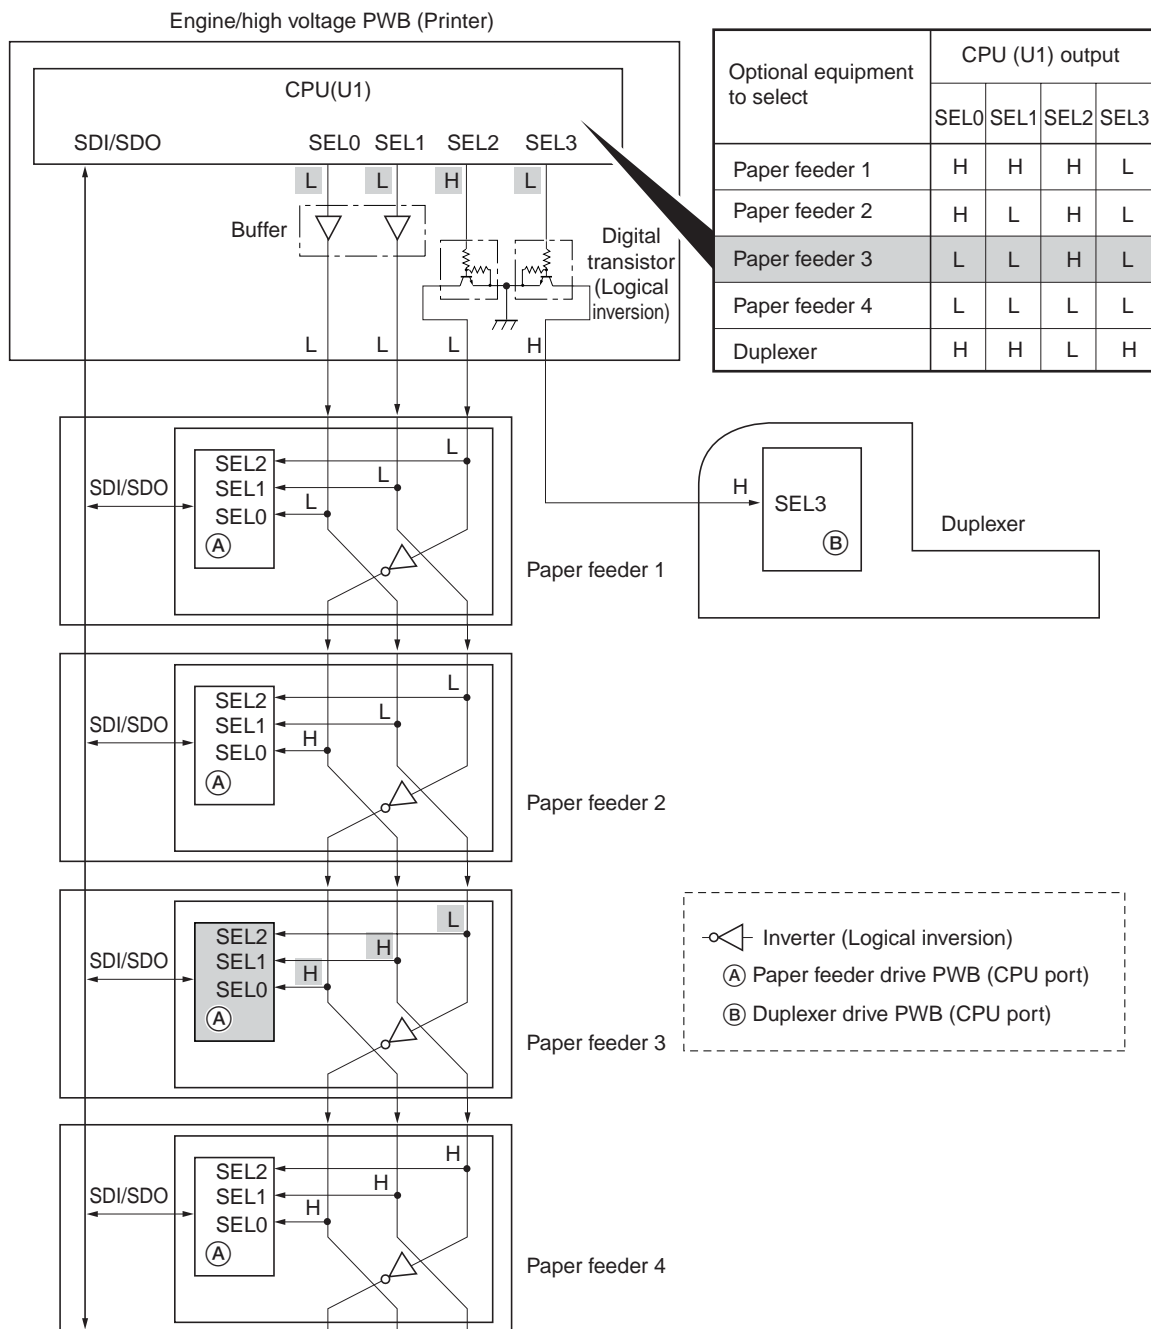 Engine/high voltage PWB (Printer)
CPU(U1)
SDI/SDO SEL0 SEL1 SEL2 SEL3
L L H L
Buffer
Digital
transistor
(Logical
inversion)
L L L H
Optional equipment
to select
CPU (U1) output
SEL0 SEL1 SEL2 SEL3
Paper feeder 1 H H H L
Paper feeder 2 H L H L
Paper feeder 3 L L H L
Paper feeder 4 L L L L
Duplexer H H L H
SDI/SDO
SEL2 L
SEL1 L
SEL0 L
A
Paper feeder 1
H
SEL3
B
Duplexer
SDI/SDO
SEL2 L
SEL1 L
SEL0 H
A
Paper feeder 2
SDI/SDO
SEL2 L
SEL1 H
SEL0 H
A
Paper feeder 3
Inverter (Logical inversion)
A Paper feeder drive PWB (CPU port)
B Duplexer drive PWB (CPU port)
SDI/SDO
SEL2 H
SEL1 H
SEL0 H
A
Paper feeder 4